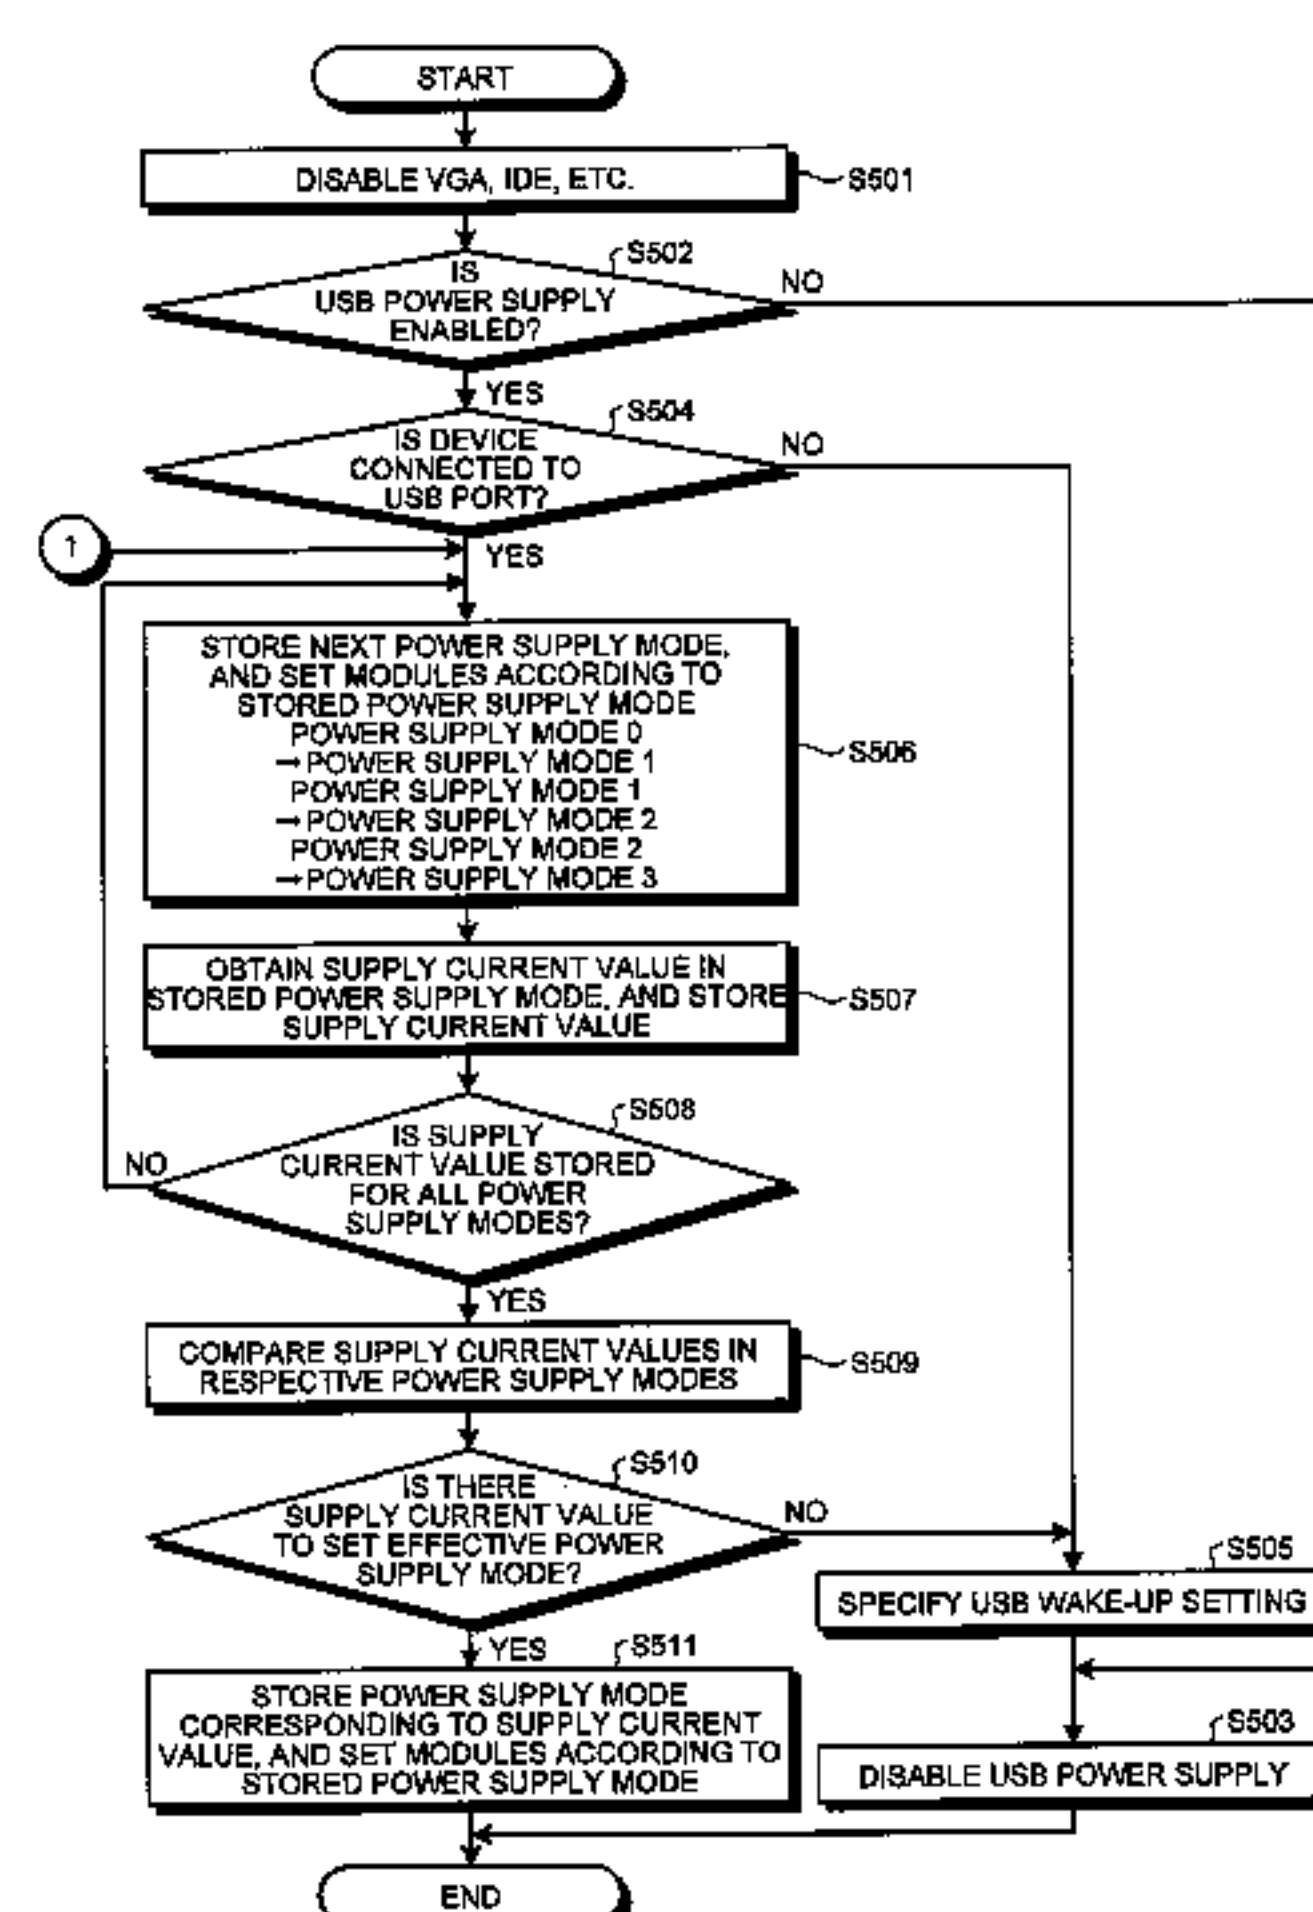 START
DISABLE VGA, IDE, ETC.
S501
S502
IS
USB POWER SUPPLY
ENABLED?
NO
YES
S504
IS DEVICE
CONNECTED TO
USB PORT?
NO
1
YES
STORE NEXT POWER SUPPLY MODE,
AND SET MODULES ACCORDING TO
STORED POWER SUPPLY MODE
POWER SUPPLY MODE 0
→POWER SUPPLY MODE 1
POWER SUPPLY MODE 1
→POWER SUPPLY MODE 2
POWER SUPPLY MODE 2
→POWER SUPPLY MODE 3
S506
OBTAIN SUPPLY CURRENT VALUE IN
STORED POWER SUPPLY MODE, AND STORE
SUPPLY CURRENT VALUE
S507
S508
IS SUPPLY
CURRENT VALUE STORED
FOR ALL POWER
SUPPLY MODES?
NO
YES
COMPARE SUPPLY CURRENT VALUES IN
RESPECTIVE POWER SUPPLY MODES
S509
S510
IS THERE
SUPPLY CURRENT VALUE
TO SET EFFECTIVE POWER
SUPPLY MODE?
NO
S505
SPECIFY USB WAKE-UP SETTING
YES
S511
STORE POWER SUPPLY MODE
CORRESPONDING TO SUPPLY CURRENT
VALUE, AND SET MODULES ACCORDING TO
STORED POWER SUPPLY MODE
S503
DISABLE USB POWER SUPPLY
END